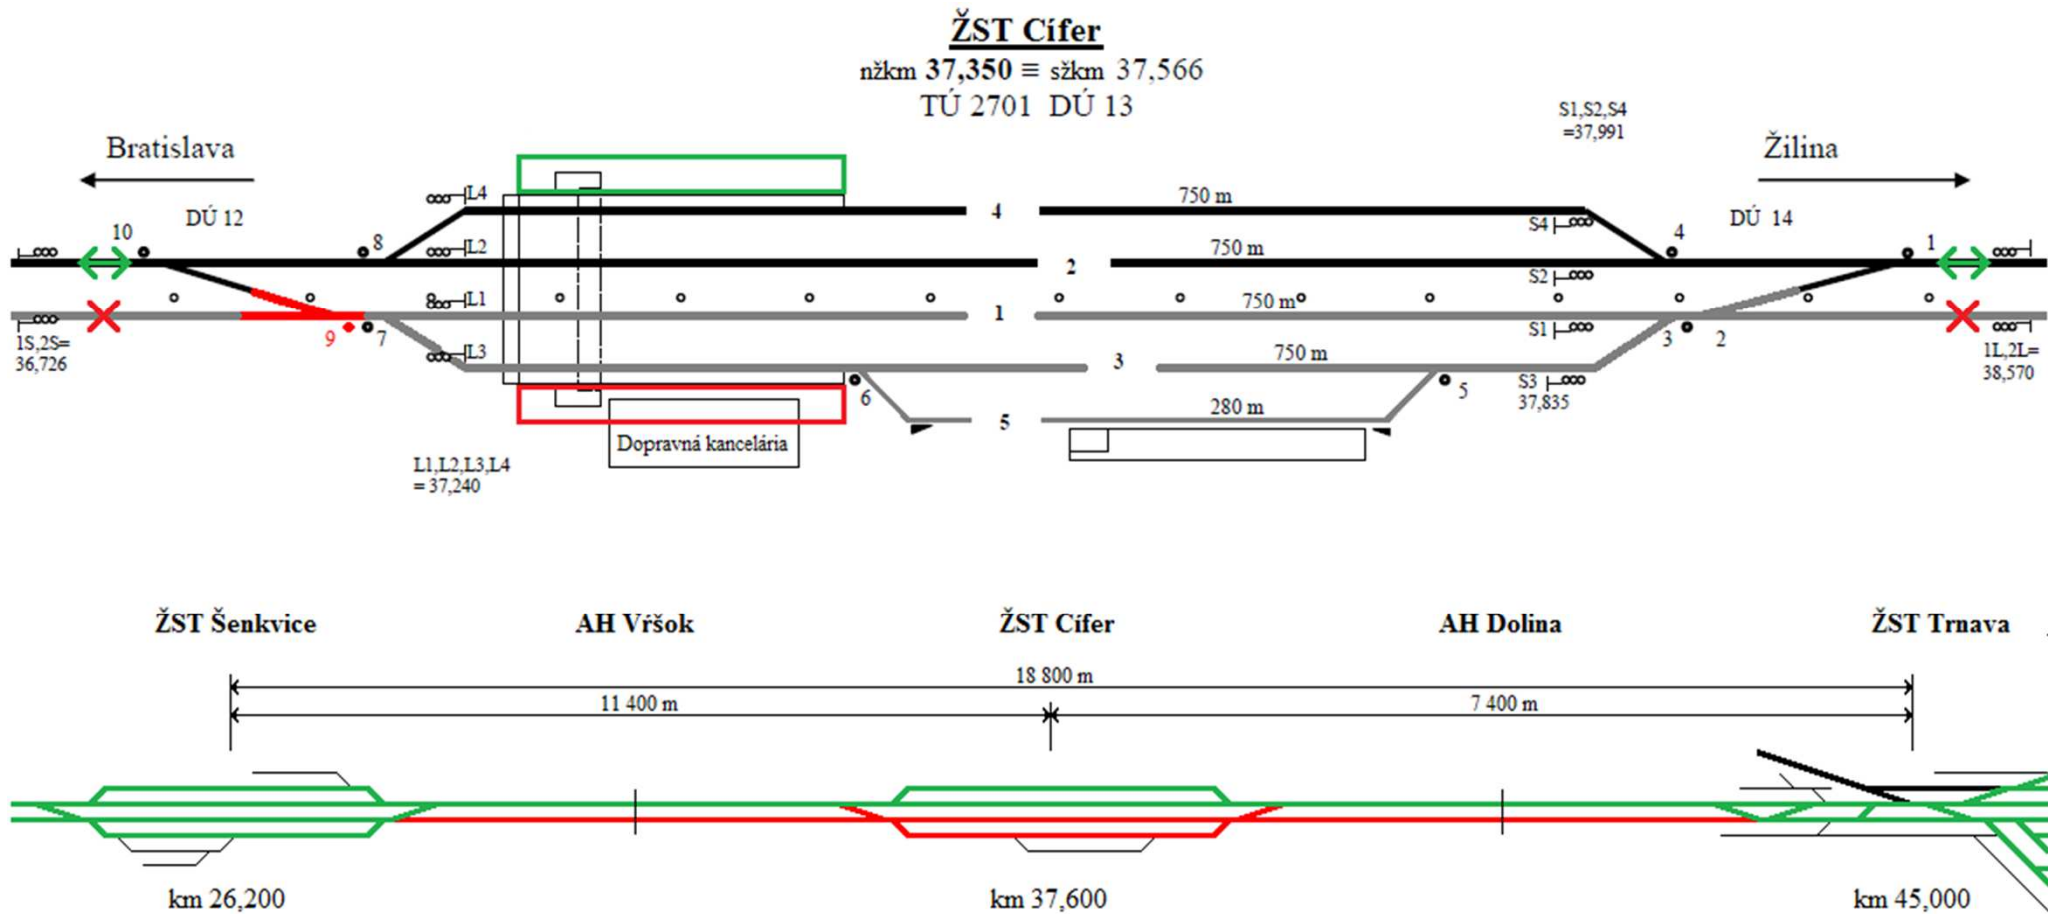 ŽST Cífer
nžkm 37,350 ≡ sžkm 37,566
TÚ 2701 DÚ 13
S1,S2,S4
=37,991
Bratislava
Žilina
L4
750 m
4
S4
DÚ 12
DÚ 14
10
8
L2
750 m
2
S2
4
1
L1
750 m
1
S1
9
7
3
2
1S,2S=
36,726
1L,2L=
38,570
L3
750 m
3
S3
37,835
6
5
280 m
5
Dopravná kancelária
L1,L2,L3,L4
= 37,240
ŽST Šenkvice
AH Vŕšok
ŽST Cífer
AH Dolina
ŽST Trnava
18 800 m
11 400 m
7 400 m
km 26,200
km 37,600
km 45,000